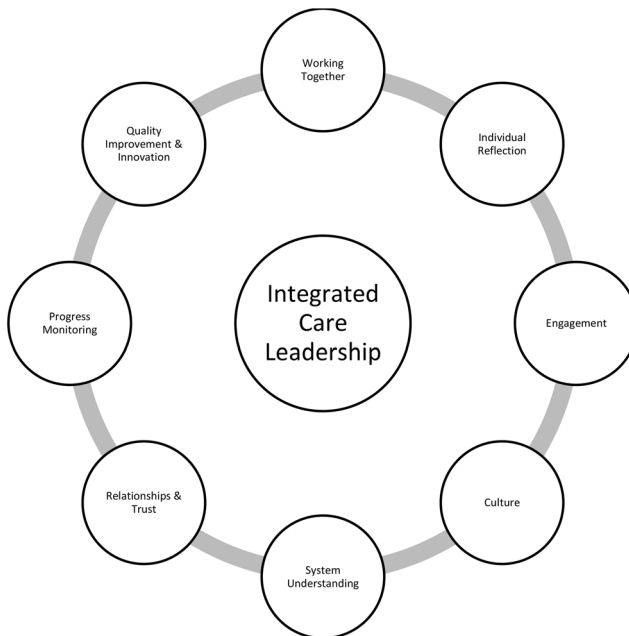 Working
Together
Quality
Improvement &
Innovation
Individual
Reflection
Integrated
Care
Leadership
Progress
Monitoring
Engagement
Relationships &
Trust
Culture
System
Understanding